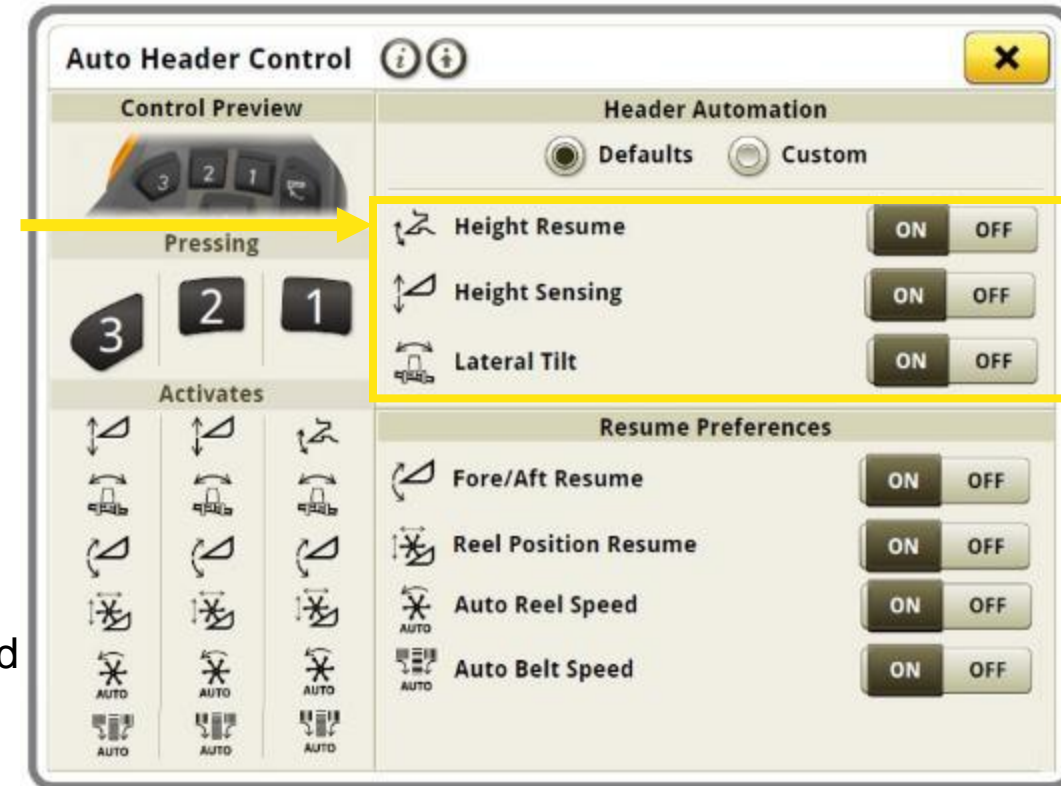 Auto Header Control
Control Preview
3 2 1
Pressing
3 2 1
Activates
AUTO AUTO AUTO
AUTO AUTO AUTO
Header Automation
Defaults Custom
Height Resume ON OFF
Height Sensing ON OFF
Lateral Tilt ON OFF
Resume Preferences
Fore/Aft Resume ON OFF
Reel Position Resume ON OFF
AUTO Auto Reel Speed ON OFF
AUTO Auto Belt Speed ON OFF
d